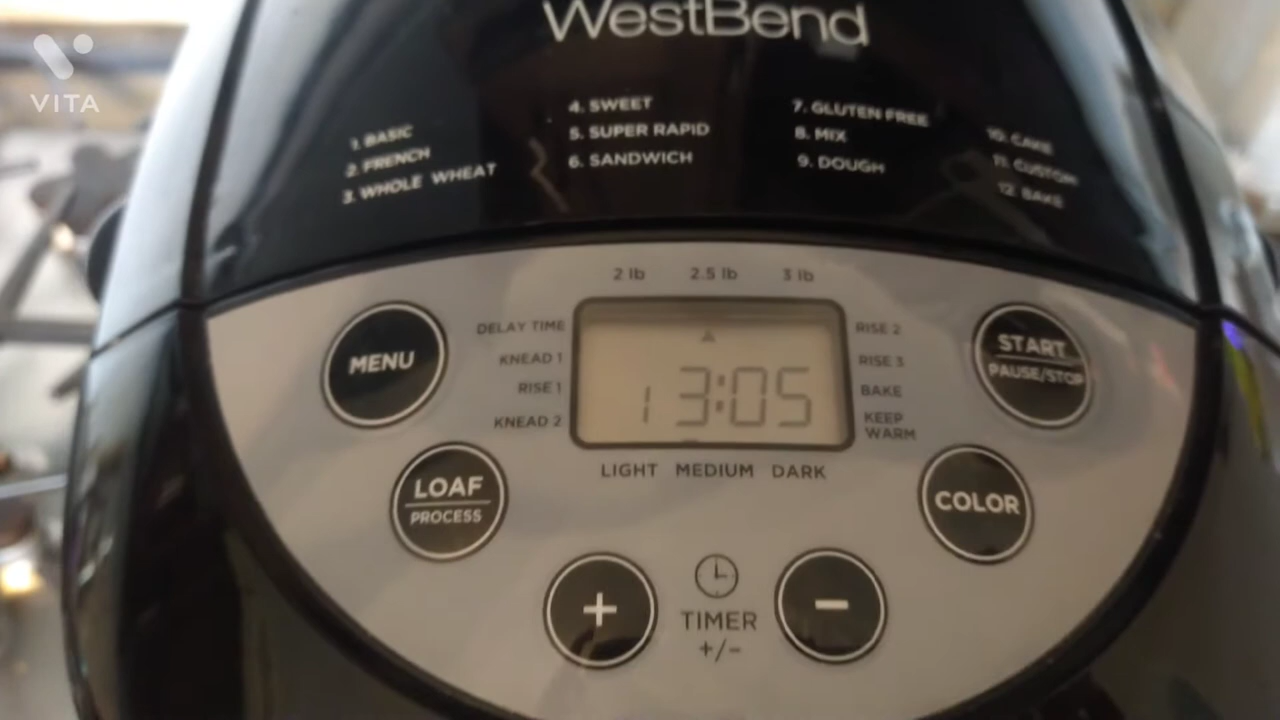 VITA
WestBend
1. BASIC
2. FRENCH
3. WHOLE WHEAT
4. SWEET
5. SUPER RAPID
6. SANDWICH
7. GLUTEN FREE
8. MIX
9. DOUGH
10. CAKE
11. CUSTOM
12. BAKE
2 lb 2.5 lb 3 lb
MENU
DELAY TIME
KNEAD 1
RISE 1
KNEAD 2
1 3:05
RISE 2
RISE 3
BAKE
KEEP
WARM
START
PAUSE/STOP
LIGHT MEDIUM DARK
LOAF
PROCESS
COLOR
+
TIMER
+/-
−